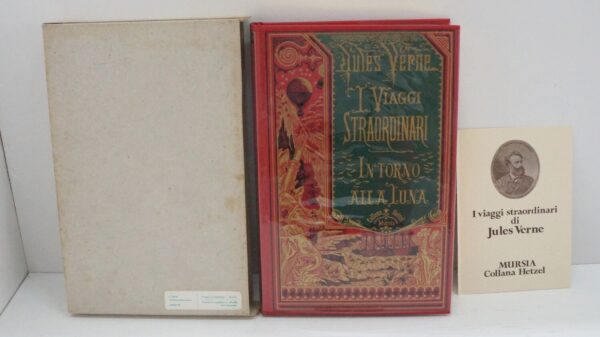 JULES VERNE
I VIAGGI
STRAORDINARI
INTORNO
ALLA LUNA
I viaggi straordinari
di
Jules Verne
MURSIA
Collana Hetzel